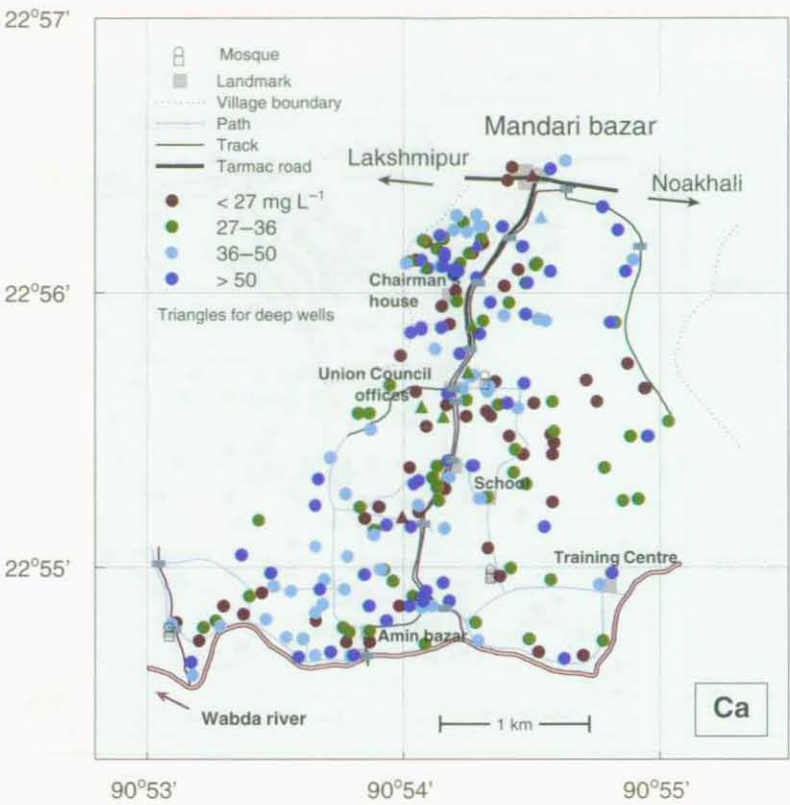 22°57'
Mosque
Landmark
Village boundary
Path
Track
Tarmac road
< 27 mg L⁻¹
27–36
36–50
> 50
Triangles for deep wells
Mandari bazar
Lakshmipur
Noakhali
22°56'
Chairman's
house
Union Council
offices
School
22°55'
Training Centre
Amin bazar
Wabda river
1 km
Ca
90°53'
90°54'
90°55'